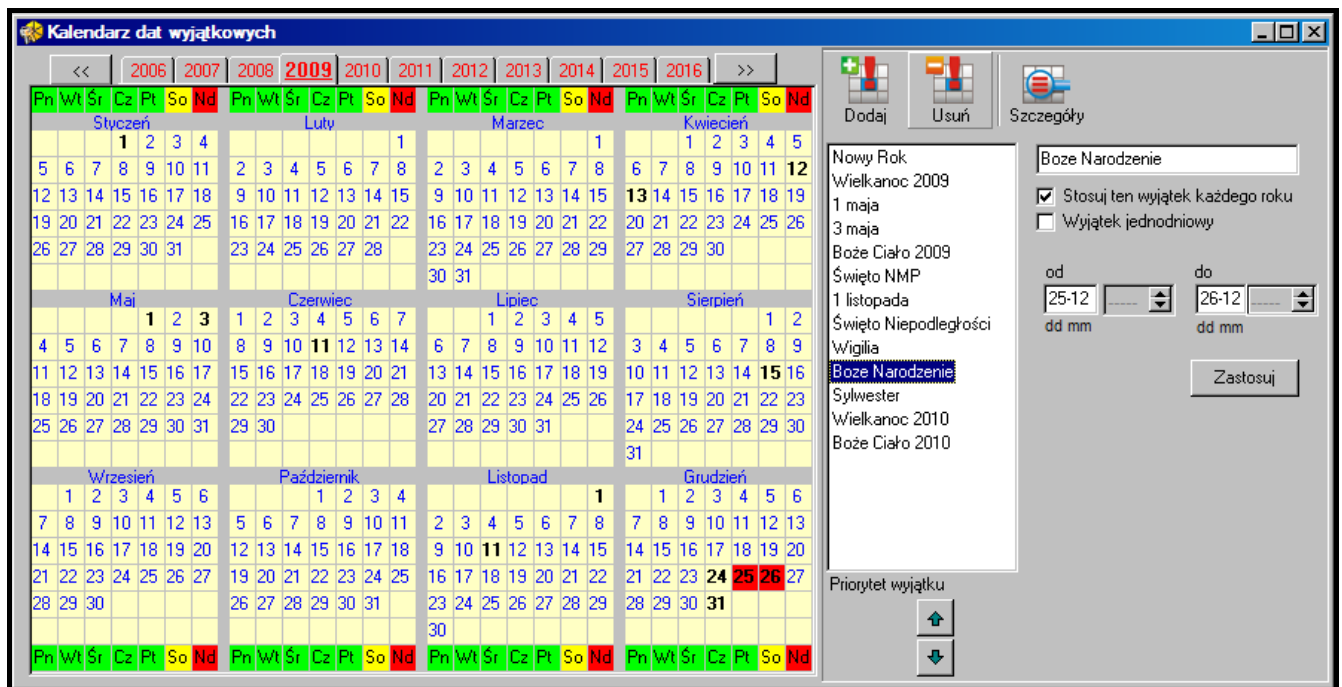 Kalendarz dat wyjątkowych
<< 2006 2007 2008 2009 2010 2011 2012 2013 2014 2015 2016 >>
Pn Wt Śr Cz Pt So Nd Pn Wt Śr Cz Pt So Nd Pn Wt Śr Cz Pt So Nd Pn Wt Śr Cz Pt So Nd
Styczeń Luty Marzec Kwiecień
1 2 3 4 1 1 1 2 3 4 5
5 6 7 8 9 10 11 2 3 4 5 6 7 8 2 3 4 5 6 7 8 6 7 8 9 10 11 12
12 13 14 15 16 17 18 9 10 11 12 13 14 15 9 10 11 12 13 14 15 13 14 15 16 17 18 19
19 20 21 22 23 24 25 16 17 18 19 20 21 22 16 17 18 19 20 21 22 20 21 22 23 24 25 26
26 27 28 29 30 31 23 24 25 26 27 28 23 24 25 26 27 28 29 27 28 29 30
30 31
Maj Czerwiec Lipiec Sierpień
1 2 3 1 2 3 4 5 6 7 1 2 3 4 5 1 2
4 5 6 7 8 9 10 8 9 10 11 12 13 14 6 7 8 9 10 11 12 3 4 5 6 7 8 9
11 12 13 14 15 16 17 15 16 17 18 19 20 21 13 14 15 16 17 18 19 10 11 12 13 14 15 16
18 19 20 21 22 23 24 22 23 24 25 26 27 28 20 21 22 23 24 25 26 17 18 19 20 21 22 23
25 26 27 28 29 30 31 29 30 27 28 29 30 31 24 25 26 27 28 29 30
31
Wrzesień Październik Listopad Grudzień
1 2 3 4 5 6 1 2 3 4 1 1 2 3 4 5 6
7 8 9 10 11 12 13 5 6 7 8 9 10 11 2 3 4 5 6 7 8 7 8 9 10 11 12 13
14 15 16 17 18 19 20 12 13 14 15 16 17 18 9 10 11 12 13 14 15 14 15 16 17 18 19 20
21 22 23 24 25 26 27 19 20 21 22 23 24 25 16 17 18 19 20 21 22 21 22 23 24 25 26 27
28 29 30 26 27 28 29 30 31 23 24 25 26 27 28 29 28 29 30 31
30
Pn Wt Śr Cz Pt So Nd Pn Wt Śr Cz Pt So Nd Pn Wt Śr Cz Pt So Nd Pn Wt Śr Cz Pt So Nd
Dodaj Usuń Szczegóły
Nowy Rok
Wielkanoc 2009
1 maja
3 maja
Boże Ciało 2009
Święto NMP
1 listopada
Święto Niepodległości
Wigilia
Boze Narodzenie
Sylwester
Wielkanoc 2010
Boże Ciało 2010
Priorytet wyjątku
Boze Narodzenie
Stosuj ten wyjątek każdego roku
Wyjątek jednodniowy
od do
25-12 ---- 26-12 ----
dd mm dd mm
Zastosuj